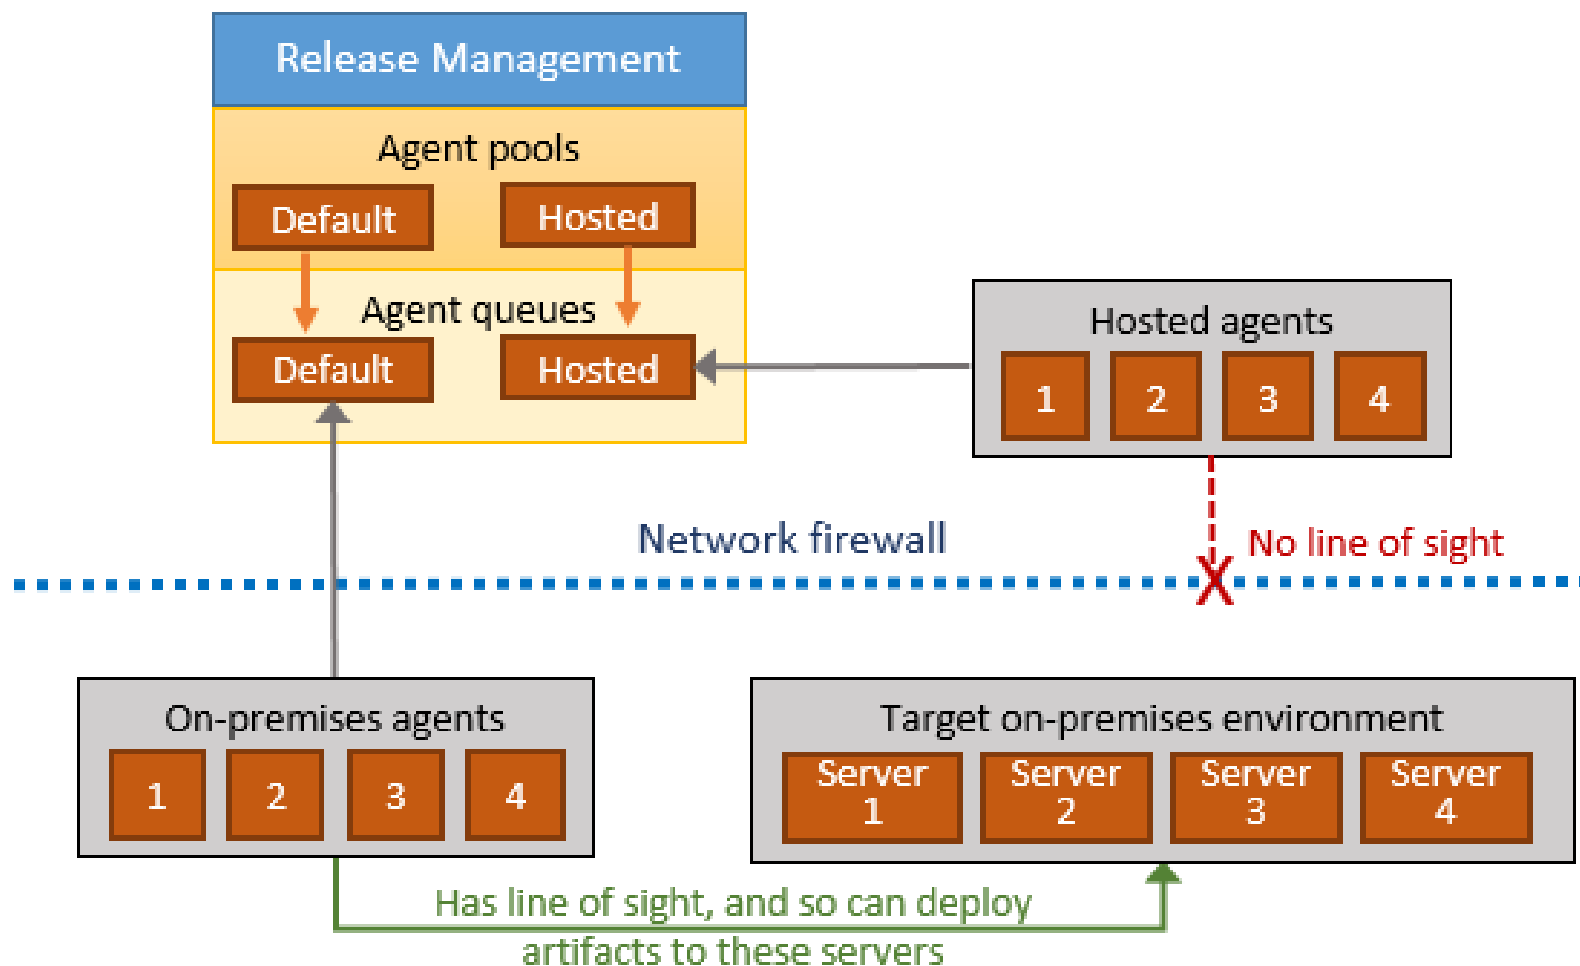 Release Management
Agent pools
Default
Hosted
Agent queues
Default
Hosted
Hosted agents
1
2
3
4
Network firewall
No line of sight
X
On-premises agents
1
2
3
4
Target on-premises environment
Server
1
Server
2
Server
3
Server
4
Has line of sight, and so can deploy
artifacts to these servers